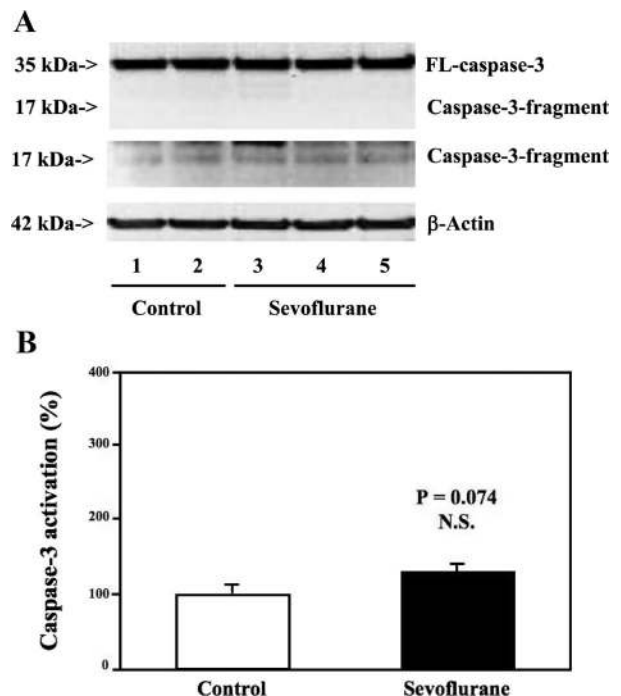 A
35 kDa-> FL-caspase-3
17 kDa-> Caspase-3-fragment
17 kDa-> Caspase-3-fragment
42 kDa-> β-Actin
1 2 3 4 5
Control Sevoflurane
B
Caspase-3 activation (%)
400
300
200
100
0
P = 0.074
N.S.
Control Sevoflurane